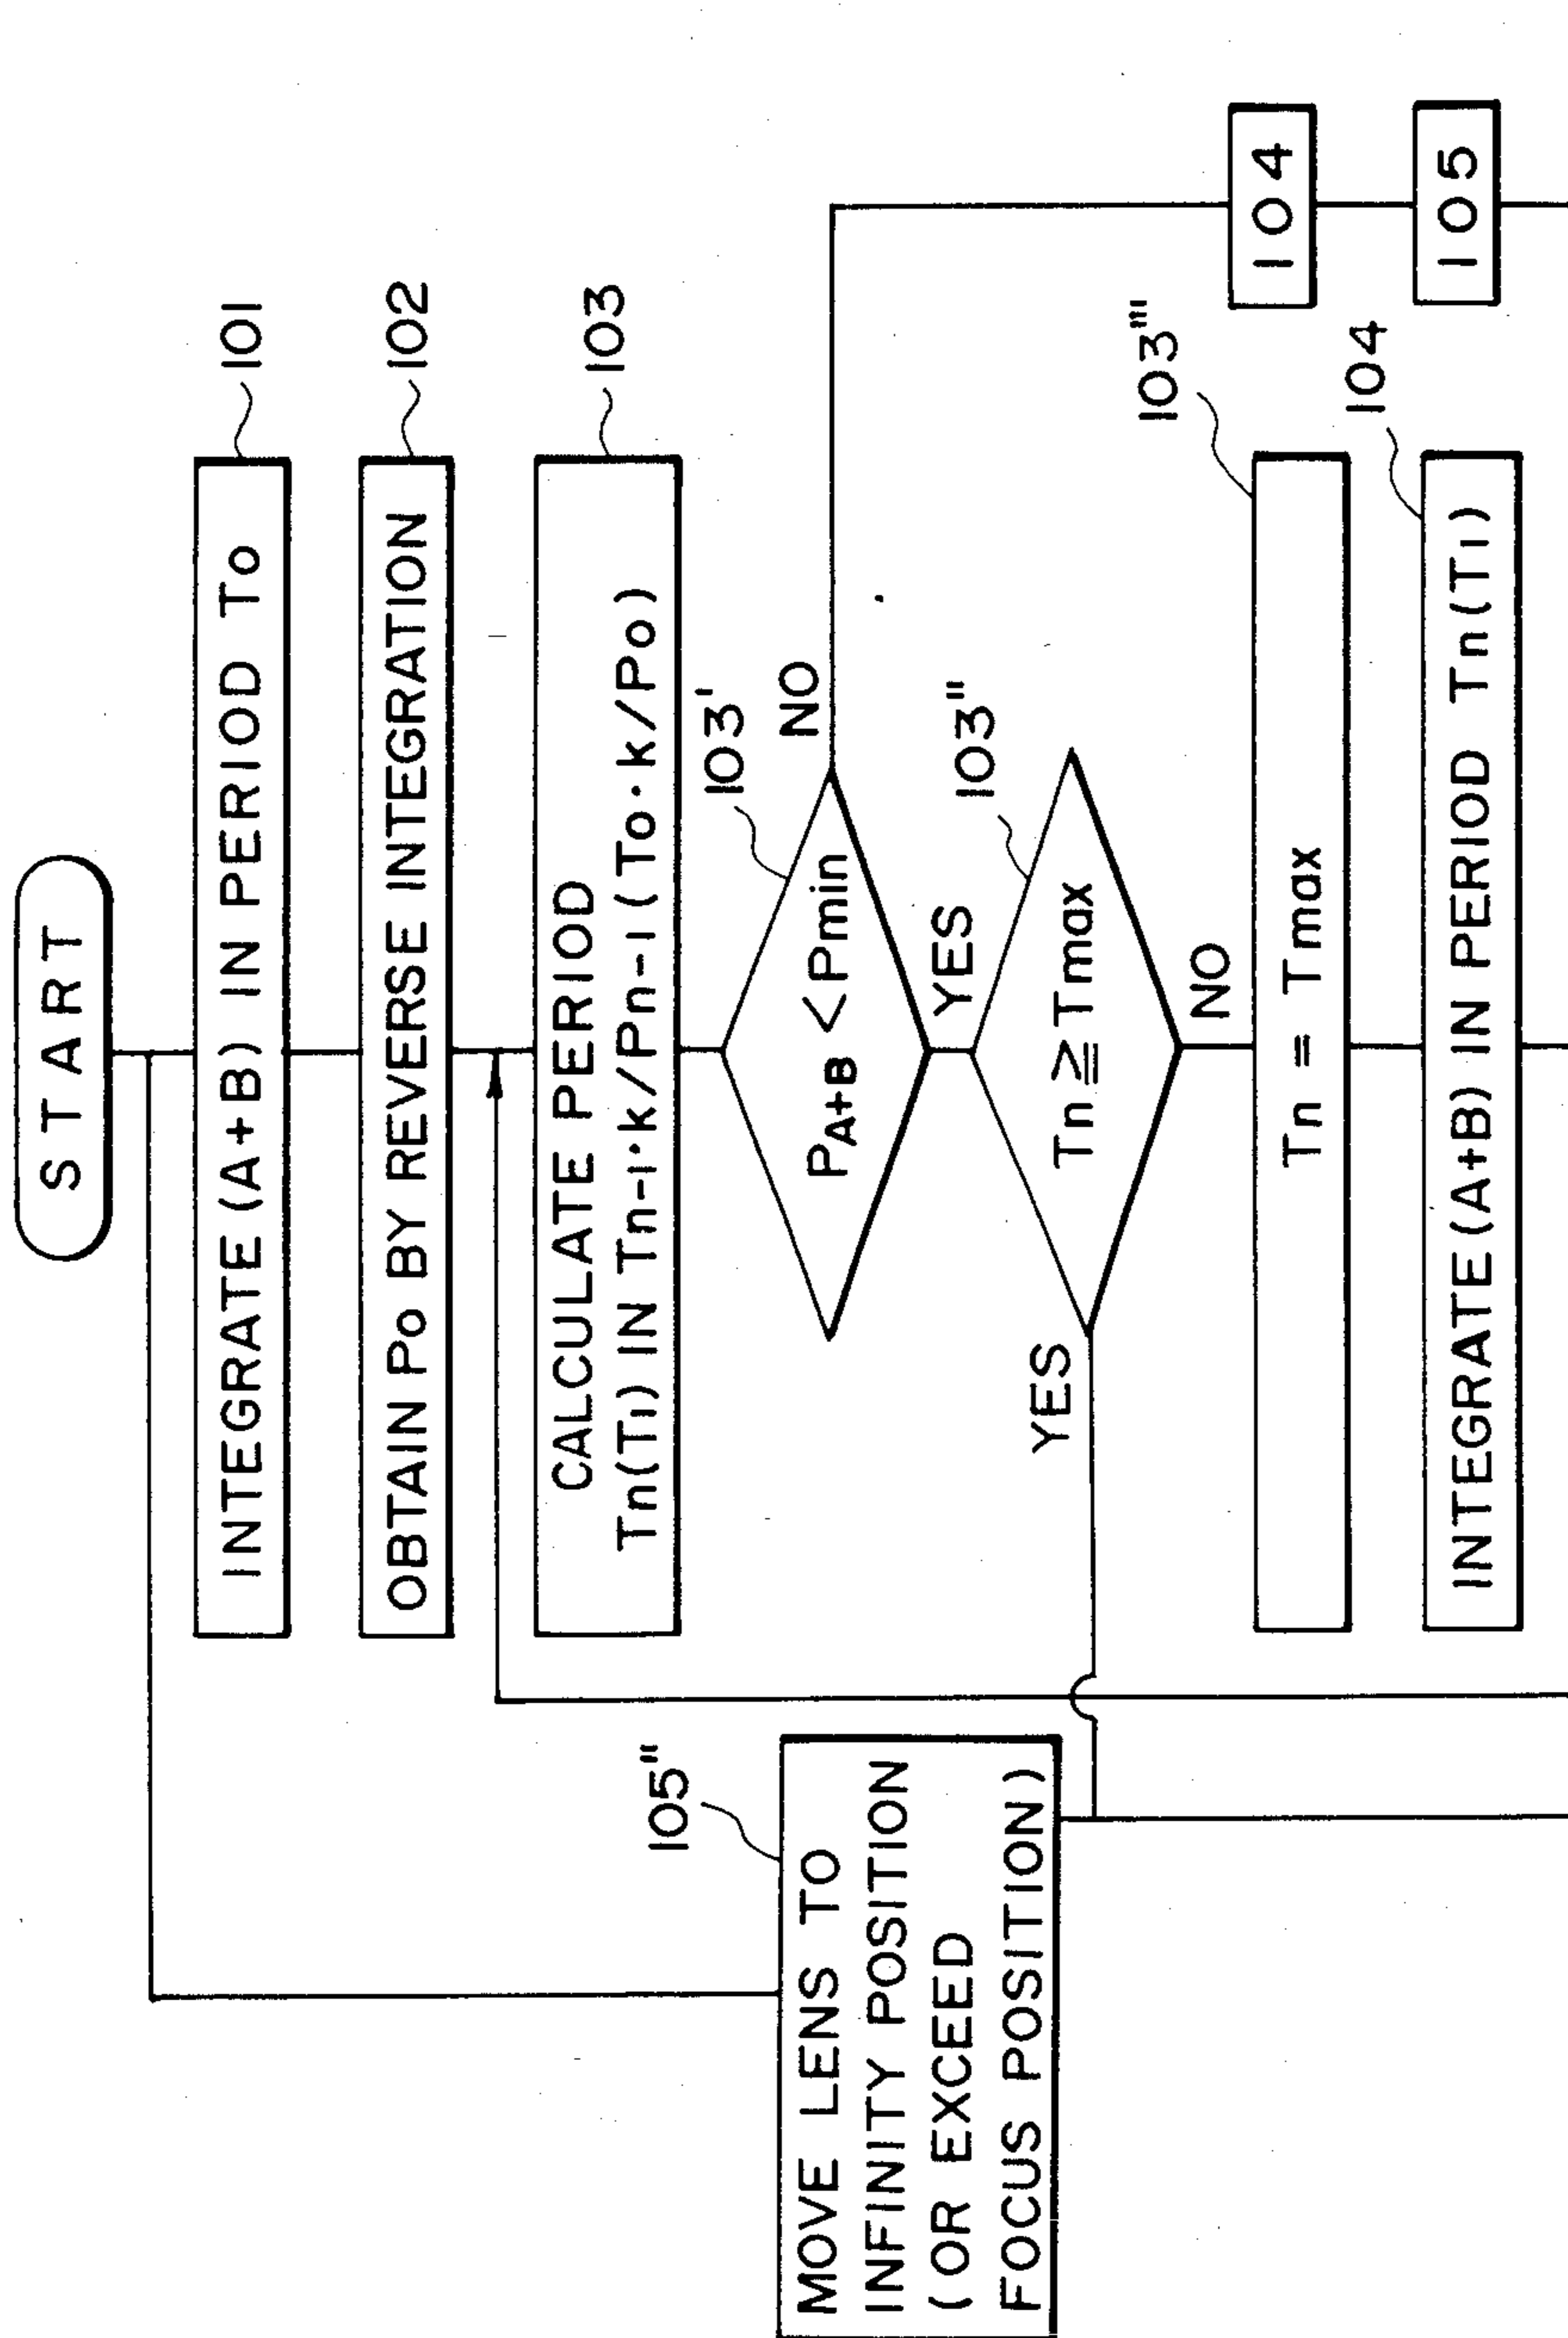 START
INTEGRATE (A+B) IN PERIOD To
101
OBTAIN Po BY REVERSE INTEGRATION
102
CALCULATE PERIOD
Tn(T1) IN Tn-1·k/Pn-1 (To·k/Po)
103
PA+B <Pmin
103'
NO
YES
Tn ≧ Tmax
103"
YES
NO
Tn = Tmax
103"'
INTEGRATE (A+B) IN PERIOD Tn(T1)
104
104
105
MOVE LENS TO
INFINITY POSITION
(OR EXCEED
FOCUS POSITION)
105"